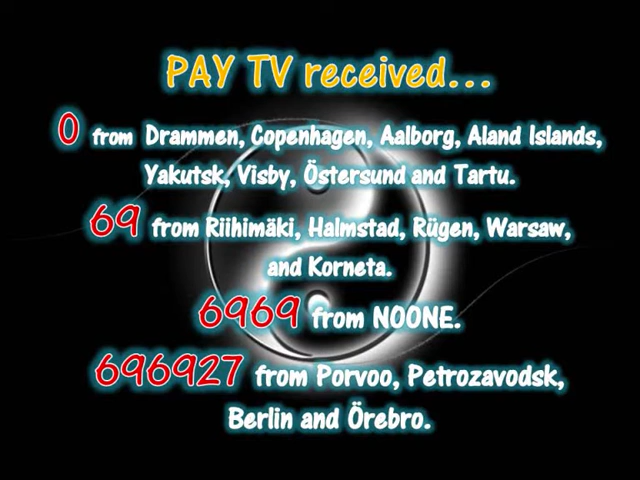 PAY TV received...
0 from Drammen, Copenhagen, Aalborg, Aland Islands,
Yakutsk, Visby, Östersund and Tartu.
69 from Riihimäki, Halmstad, Rügen, Warsaw,
and Korneta.
6969 from NOONE.
696927 from Porvoo, Petrozavodsk,
Berlin and Örebro.